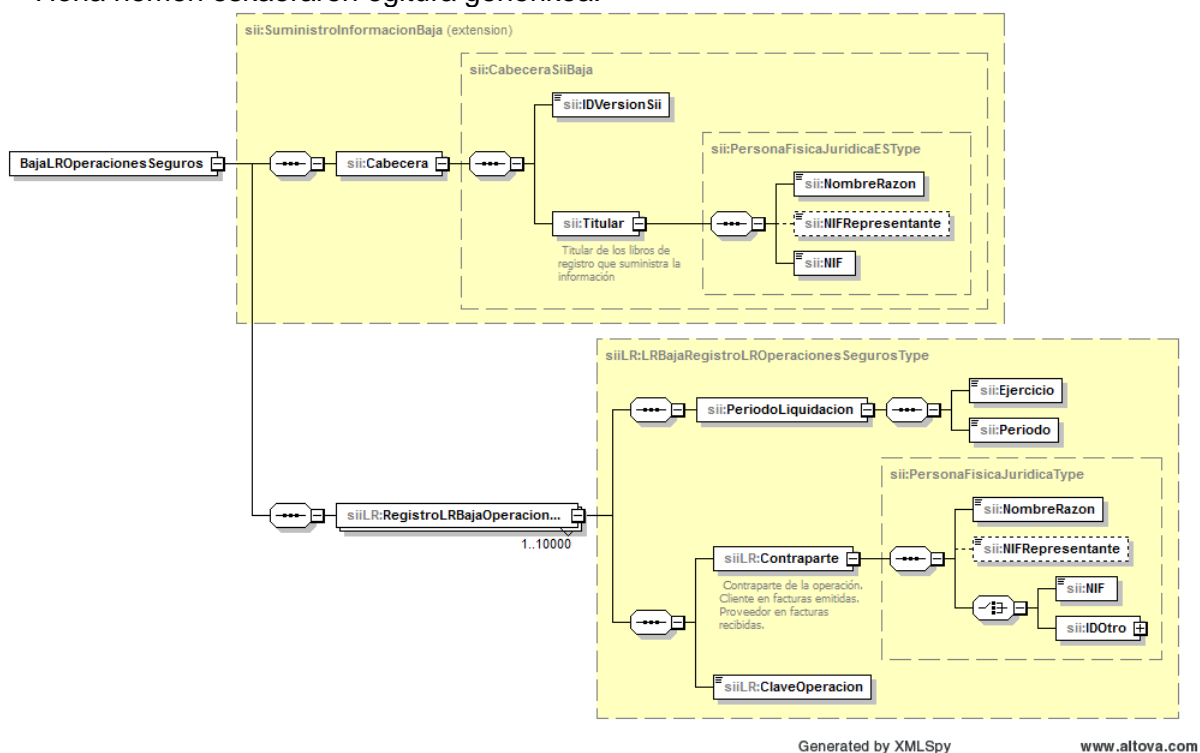 sii:SuministroInformacionBaja (extension)
sii:CabeceraSiiBaja
sii:IDVersionSii
sii:PersonaFisicaJuridicaESType
BajaLROperacionesSeguros
sii:Cabecera
sii:NombreRazon
sii:Titular
sii:NIFRepresentante
Titular de los libros de
registro que suministra la
información
sii:NIF
siiLR:LRBajaRegistroLROperacionesSegurosType
sii:PeriodoLiquidacion
sii:Ejercicio
sii:Periodo
sii:PersonaFisicaJuridicaType
siiLR:RegistroLRBajaOperacion...
1..10000
sii:NombreRazon
siiLR:Contraparte
sii:NIFRepresentante
Contraparte de la operación.
Cliente en facturas emitidas.
Proveedor en facturas
recibidas.
sii:NIF
sii:IDOtro
siiLR:ClaveOperacion
Generated by XMLSpy
www.altova.com